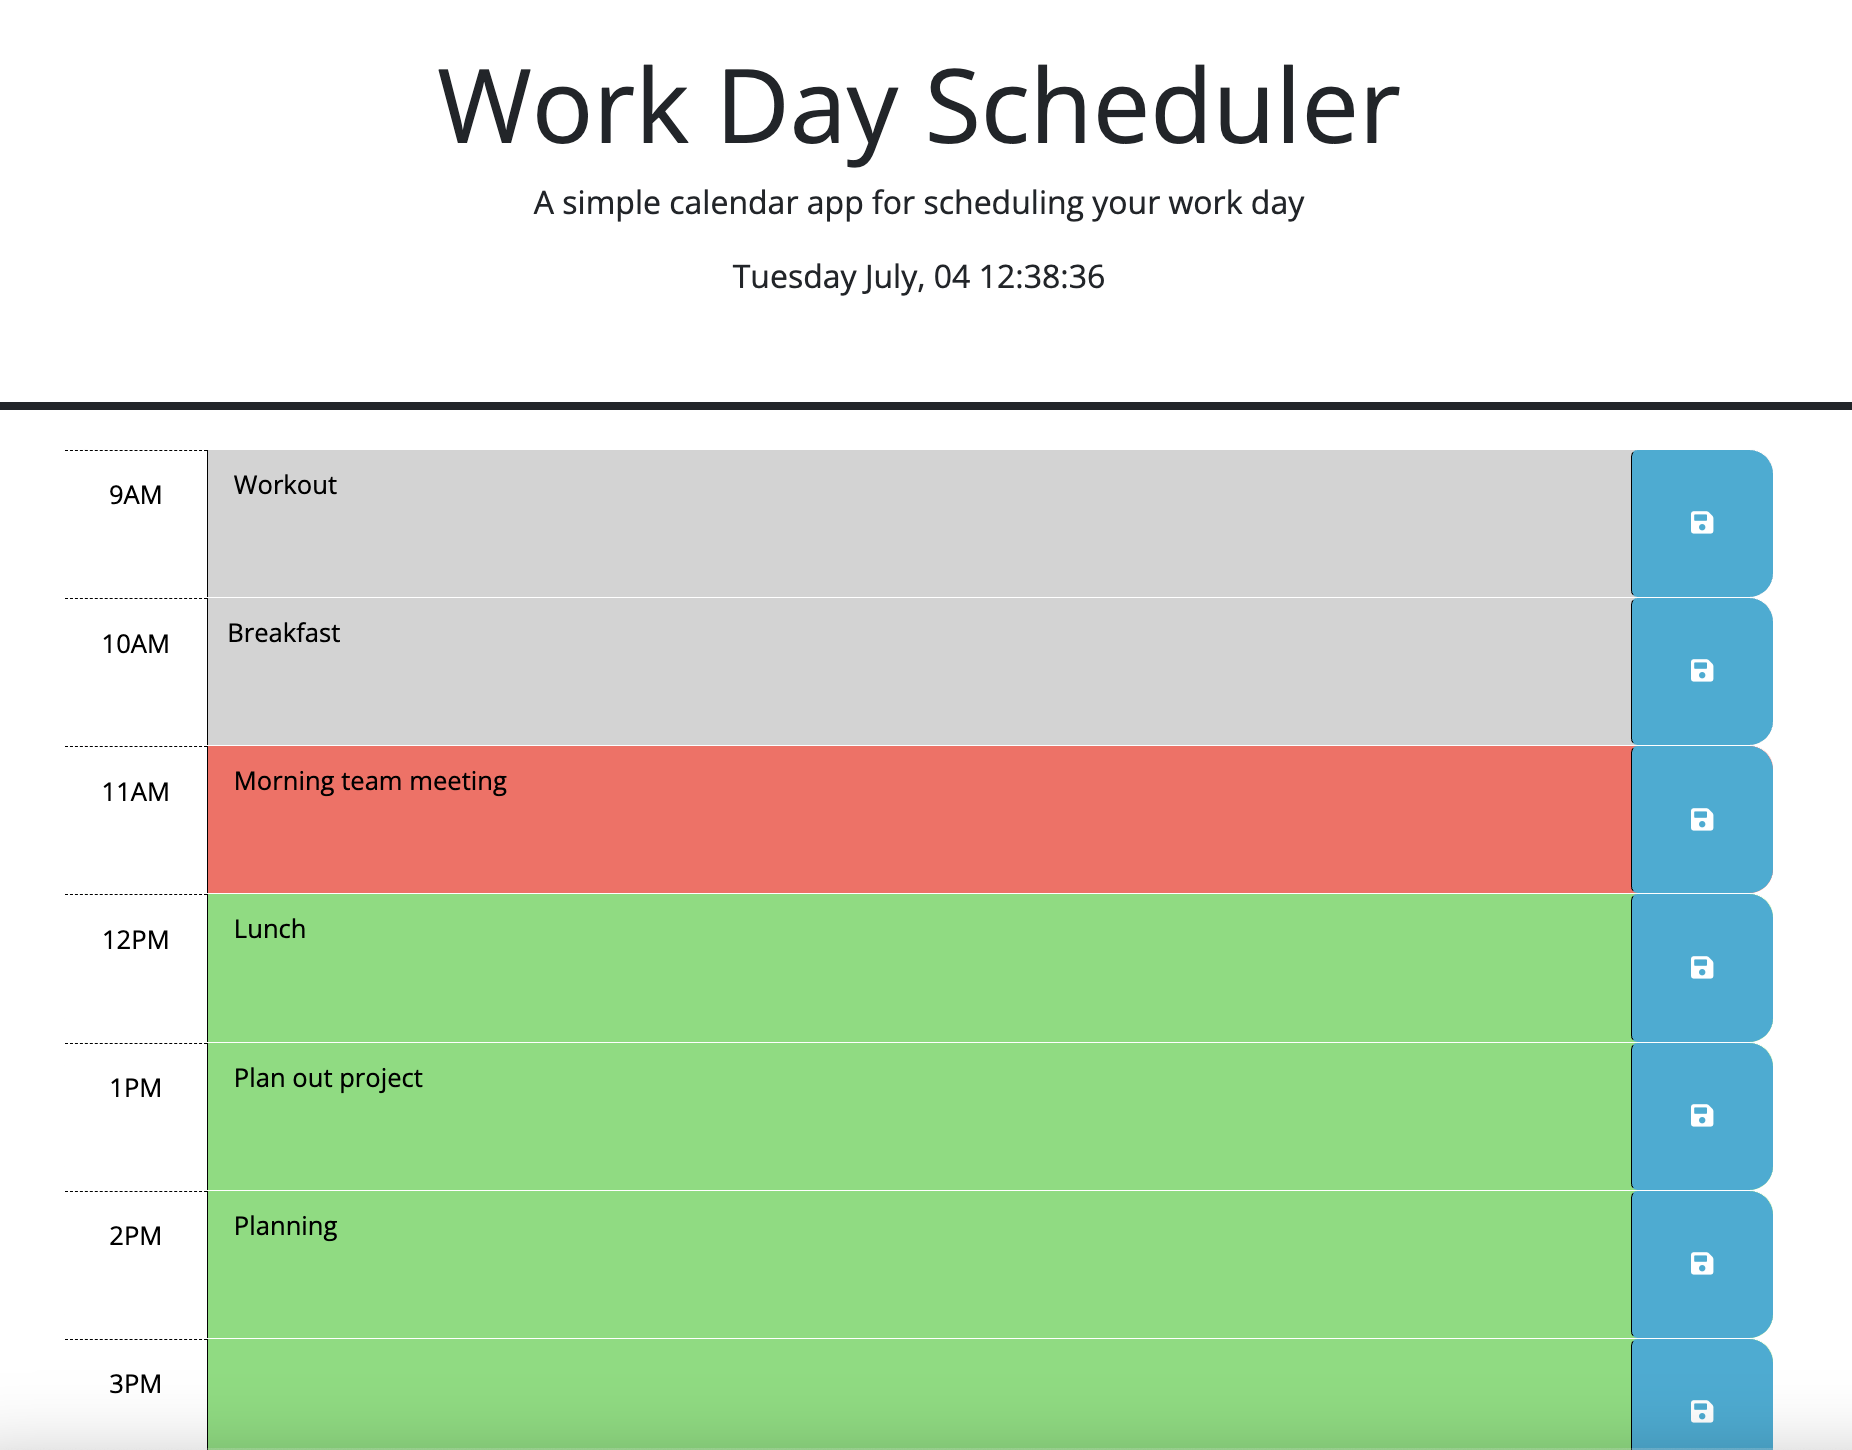 Work Day Scheduler
A simple calendar app for scheduling your work day
Tuesday July, 04 12:38:36
9AM
Workout
10AM
Breakfast
11AM
Morning team meeting
12PM
Lunch
1PM
Plan out project
2PM
Planning
3PM